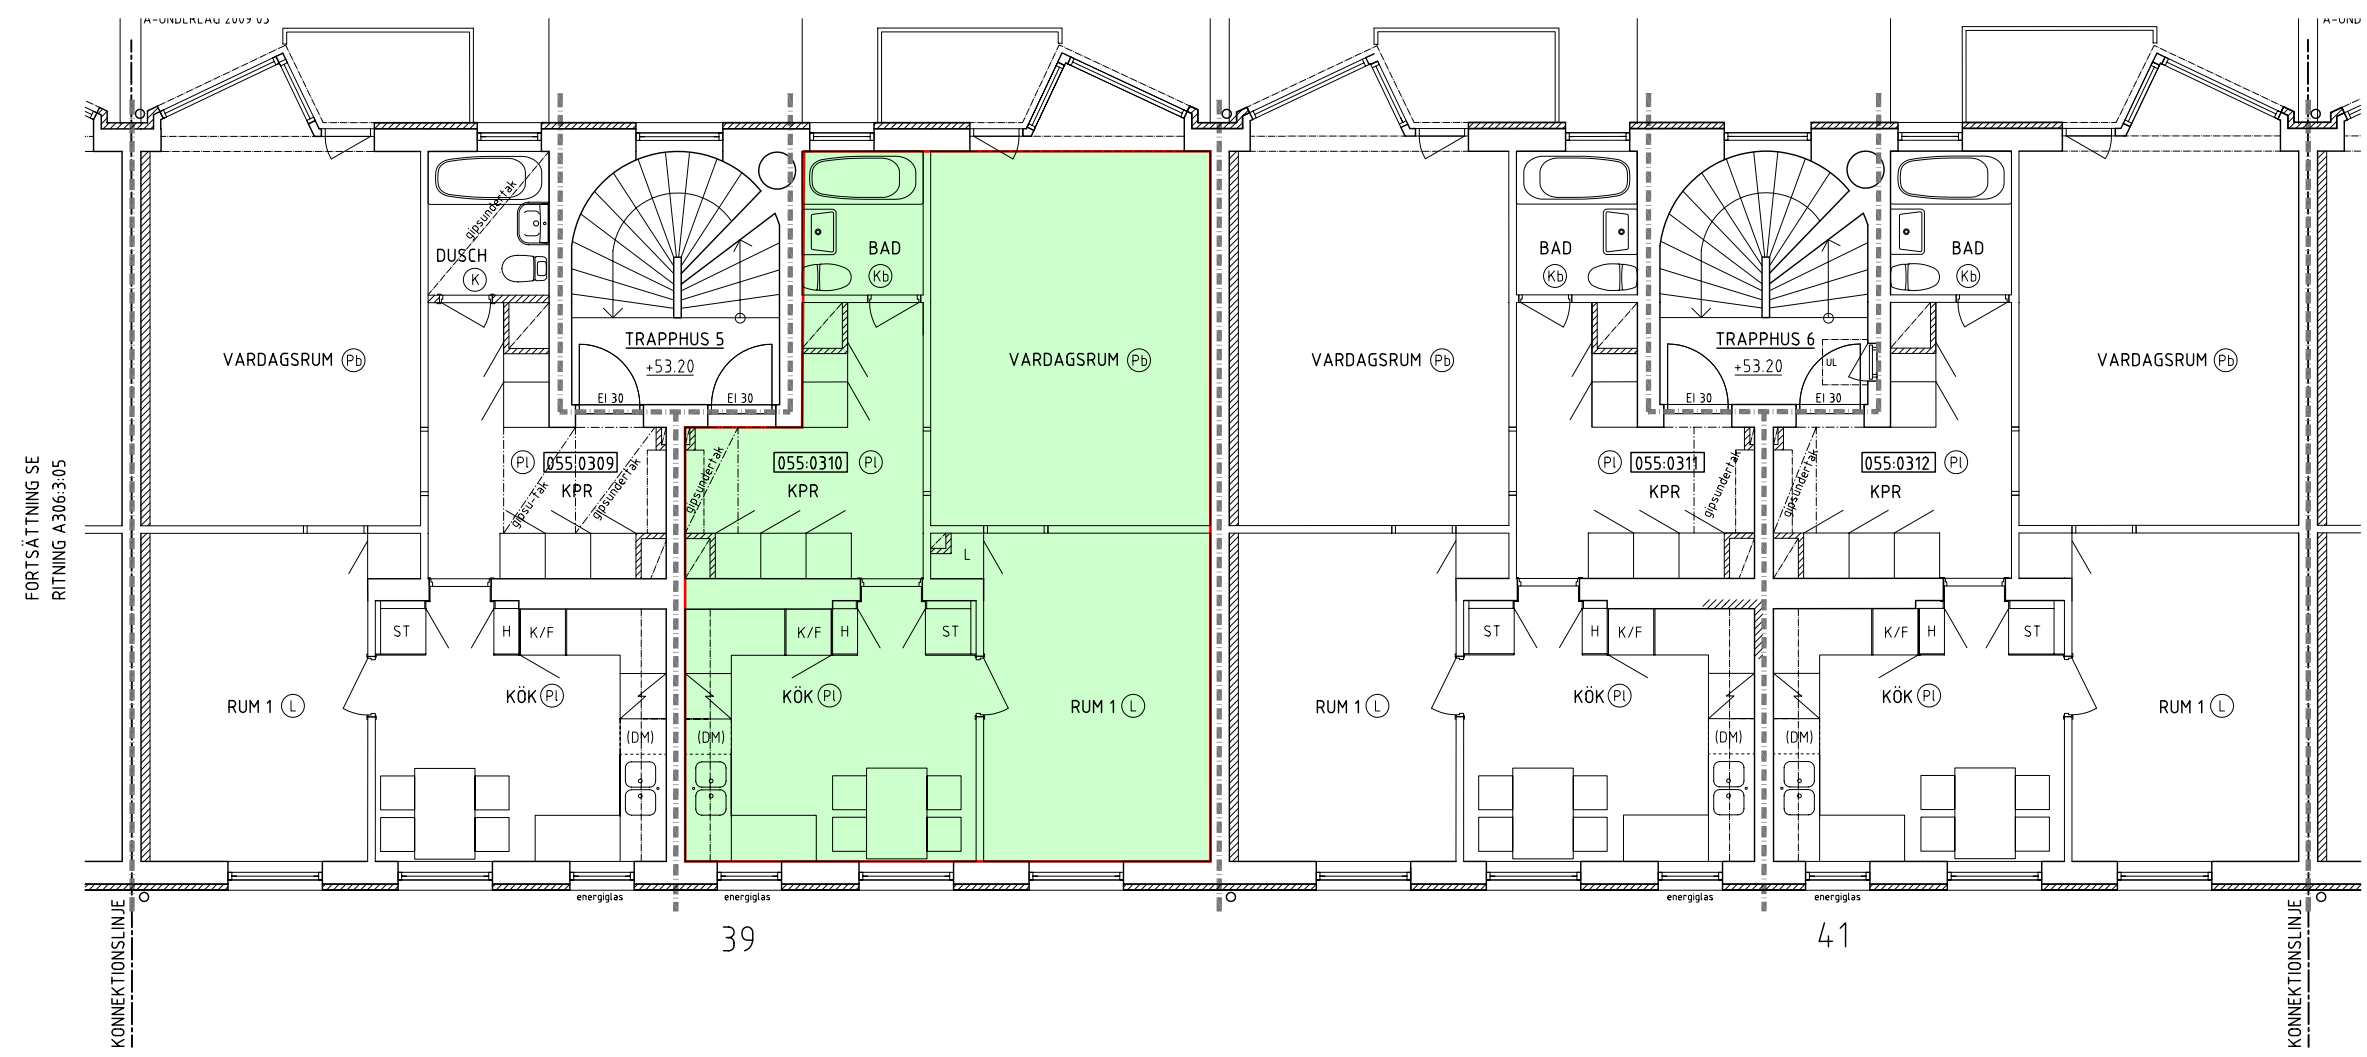 A-UNDERLAG 2009 03
A-UND
gipsundertak
DUSCH
K
BAD
Kb
BAD
Kb
BAD
Kb
TRAPPHUS 5
+53.20
EI 30
EI 30
TRAPPHUS 6
+53.20
UL
EI 30
EI 30
VARDAGSRUM Pb
VARDAGSRUM Pb
VARDAGSRUM Pb
VARDAGSRUM Pb
Pl 055:0309
KPR
gipsu-Tak
gipsundertak
gipsundertak
055:0310 Pl
KPR
Pl 055:0311
KPR
gipsundertak
gipsundertak
055:0312 Pl
KPR
FORTSÄTTNING SE
RITNING A306:3:05
L
ST
H
K/F
K/F
H
ST
ST
H
K/F
K/F
H
ST
RUM 1 L
KÖK Pl
KÖK Pl
RUM 1 L
RUM 1 L
KÖK Pl
KÖK Pl
RUM 1 L
(DM)
(DM)
(DM)
(DM)
energiglas
energiglas
energiglas
energiglas
39
41
KONNEKTIONSLINJE
KONNEKTIONSLINJE